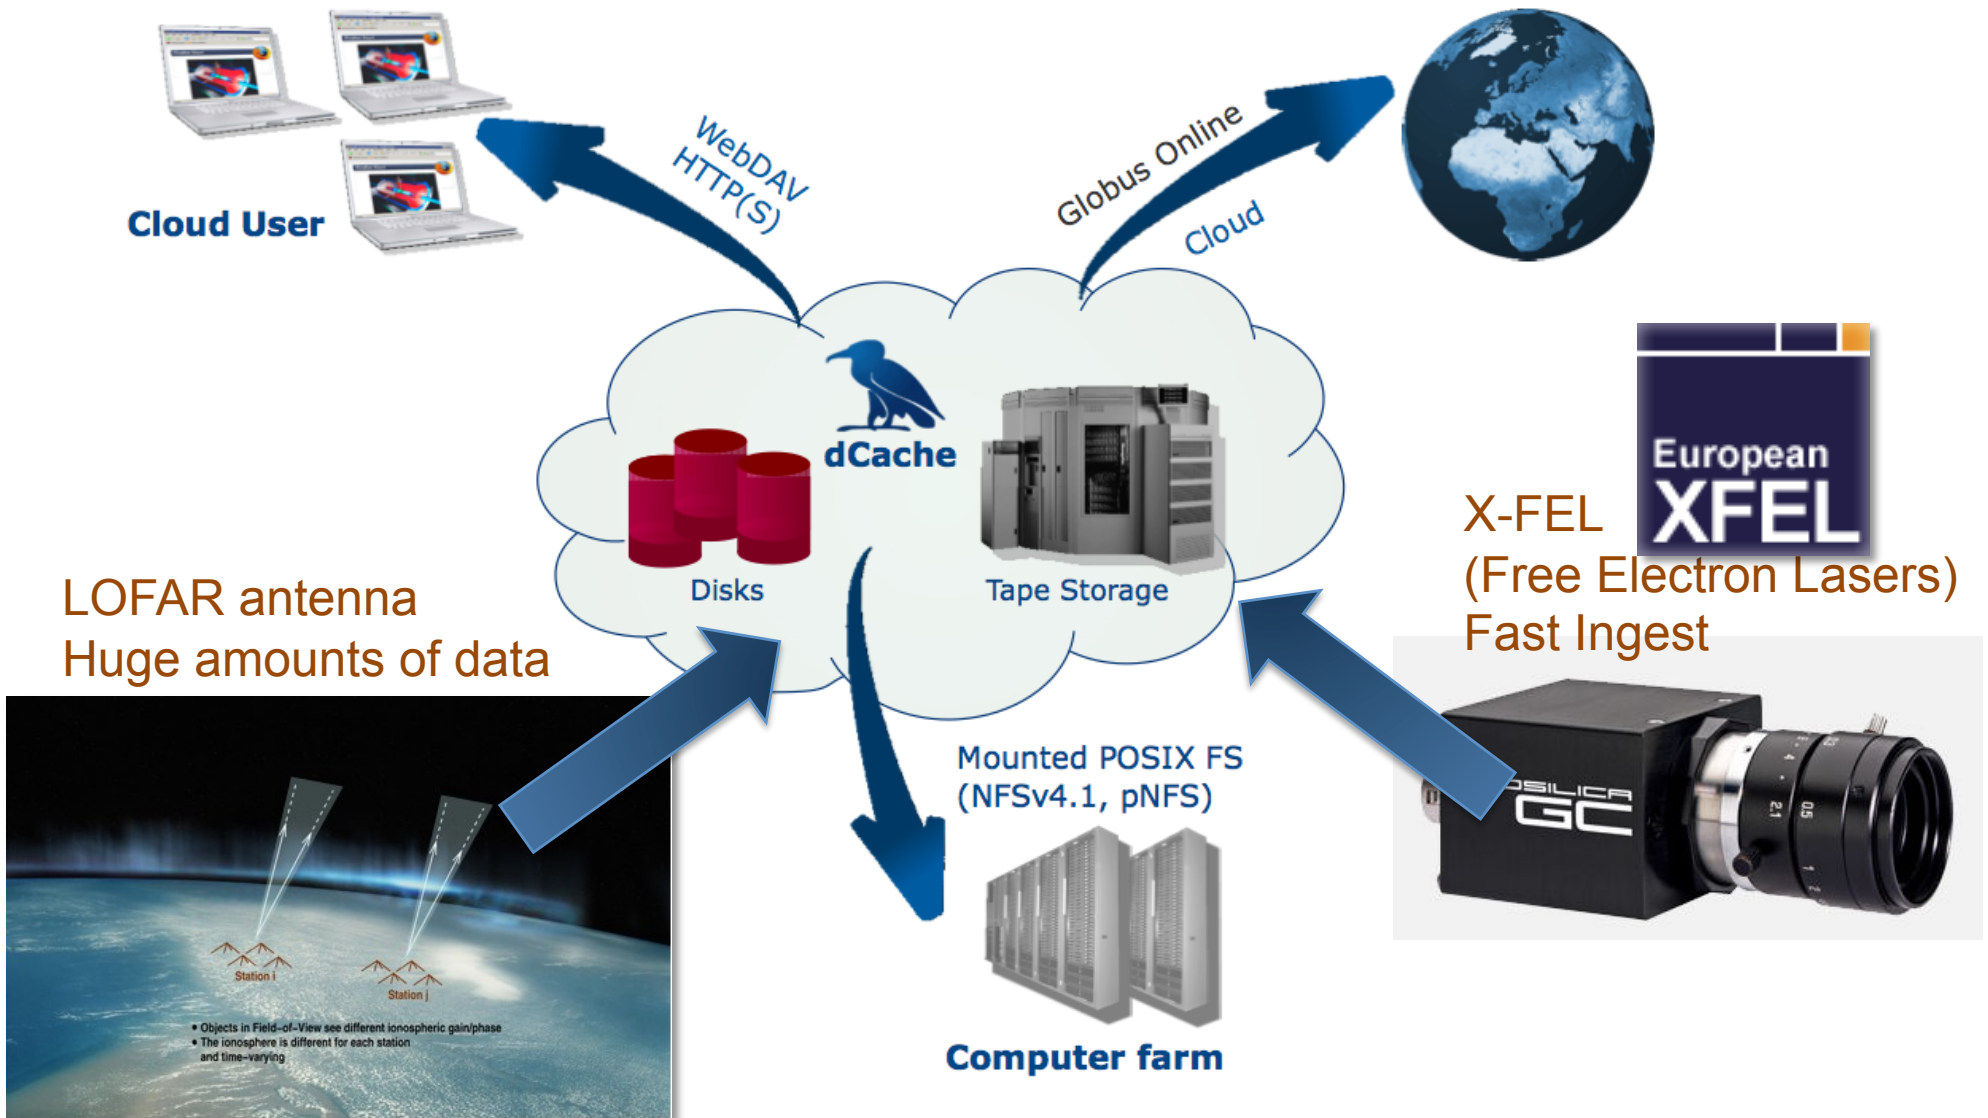 WebDAV
HTTP(S)
Globus Online
Cloud
Cloud User
dCache
Disks
Tape Storage
European
XFEL
X-FEL
(Free Electron Lasers)
Fast Ingest
LOFAR antenna
Huge amounts of data
Mounted POSIX FS
(NFSv4.1, pNFS)
OSILICA
GC
Station i
Station j
• Objects in Field-of-View see different ionospheric gain/phase
• The ionosphere is different for each station
and time-varying
Computer farm